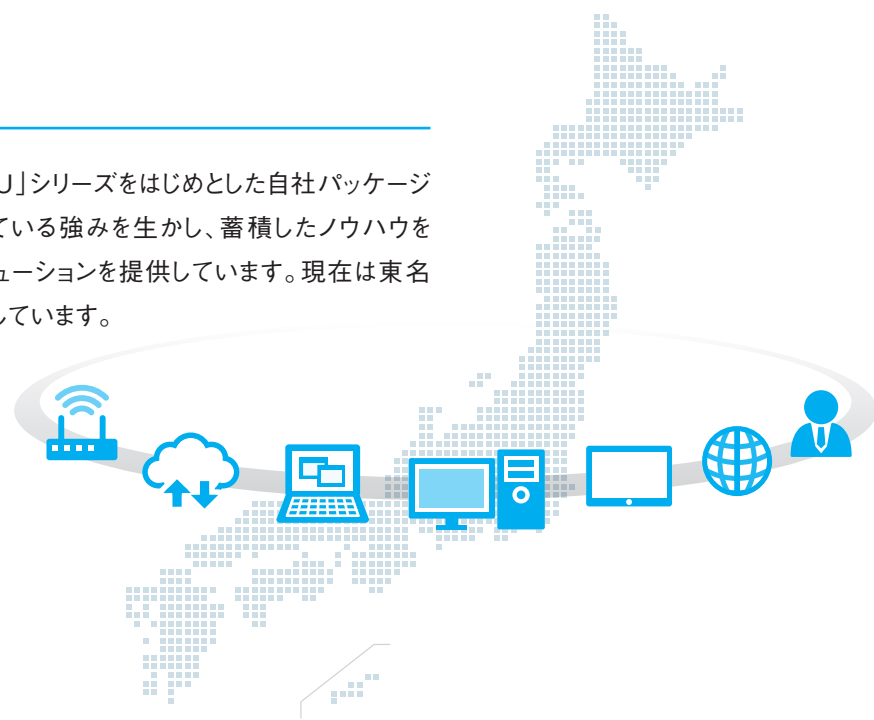 U」シリーズをはじめとした自社パッケージ
ている強みを生かし、蓄積したノウハウを
ューションを提供しています。現在は東名
しています。